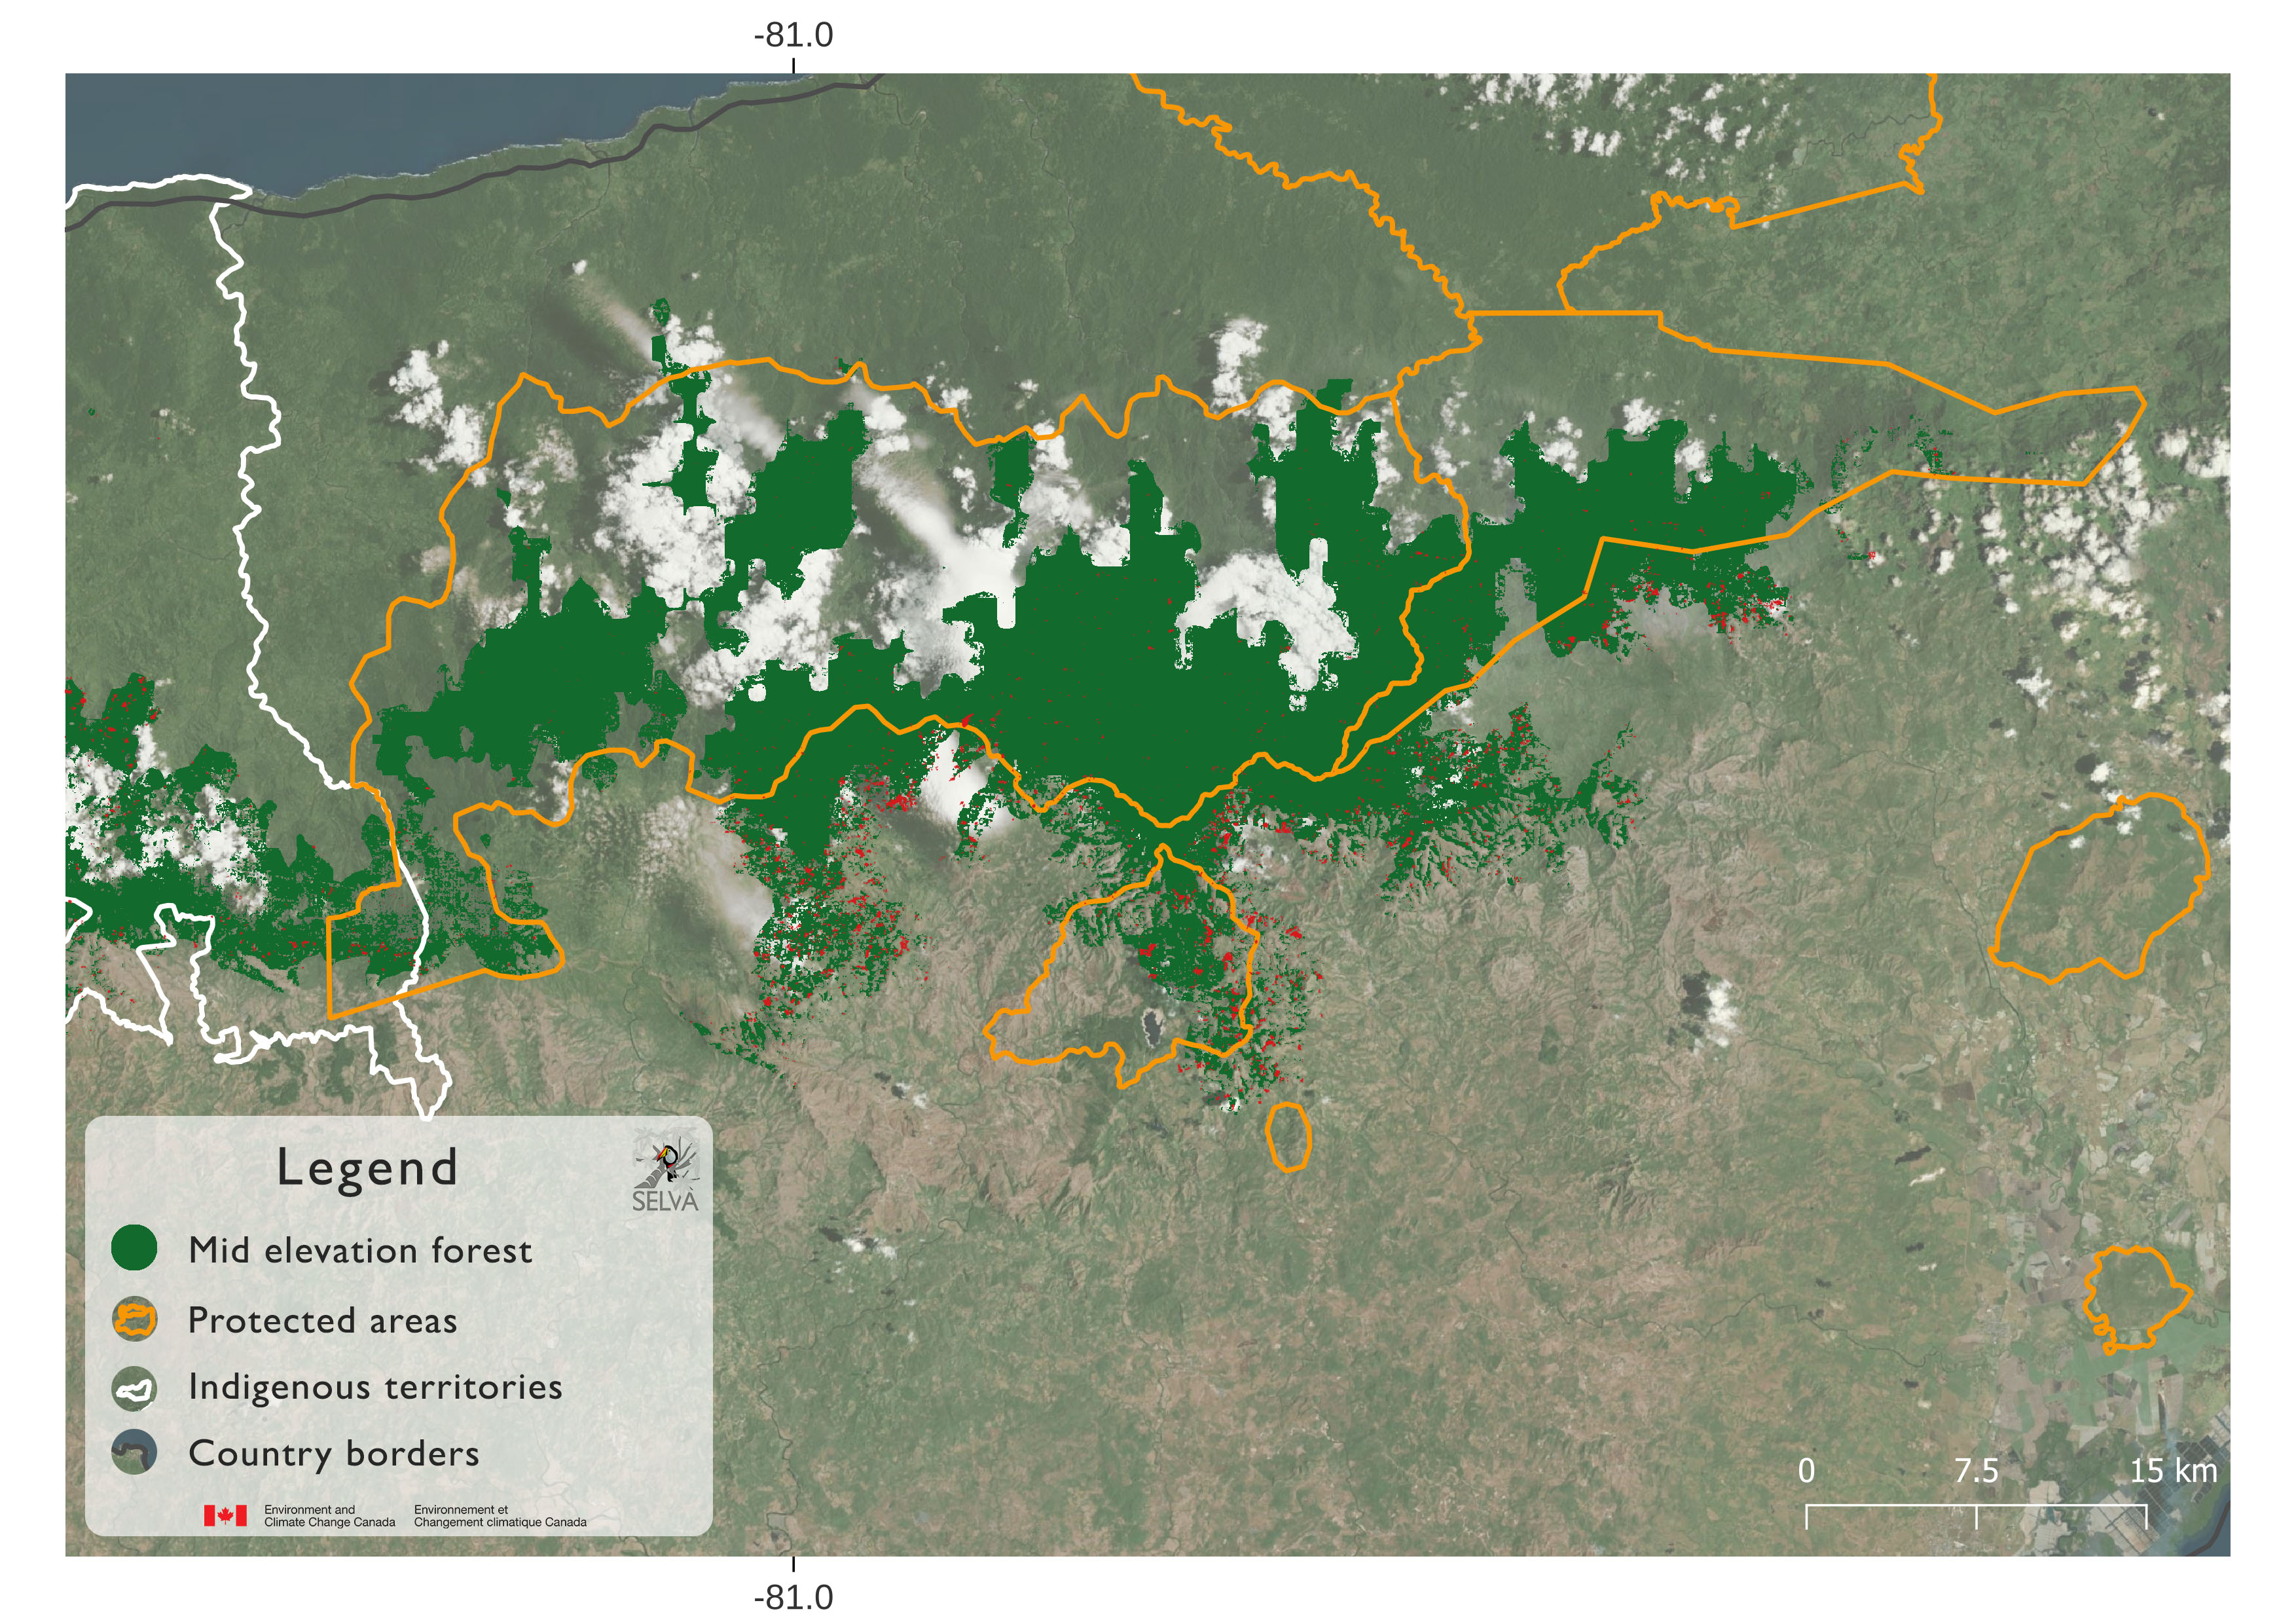 -81.0
Legend
SELVÀ
Mid elevation forest
Protected areas
Indigenous territories
Country borders
Environment and Environnement et
Climate Change Canada Changement climatique Canada
0 7.5 15 km
-81.0